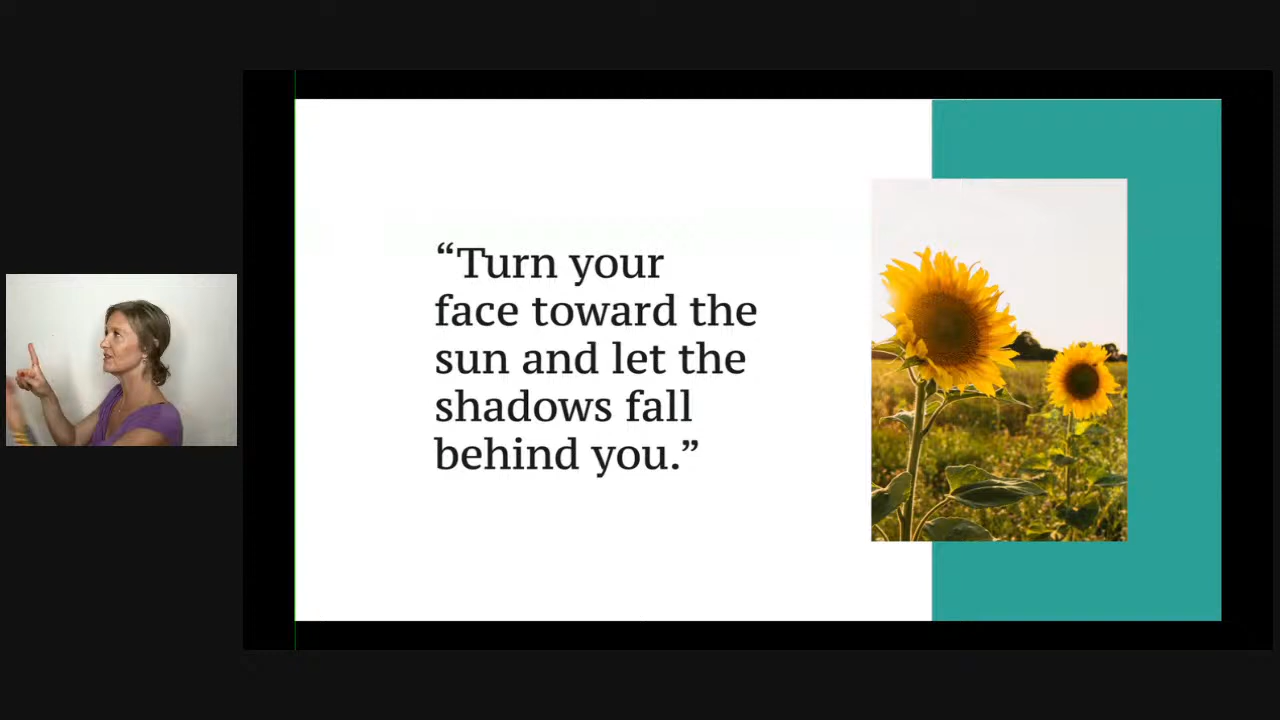 “Turn your
face toward the
sun and let the
shadows fall
behind you.”